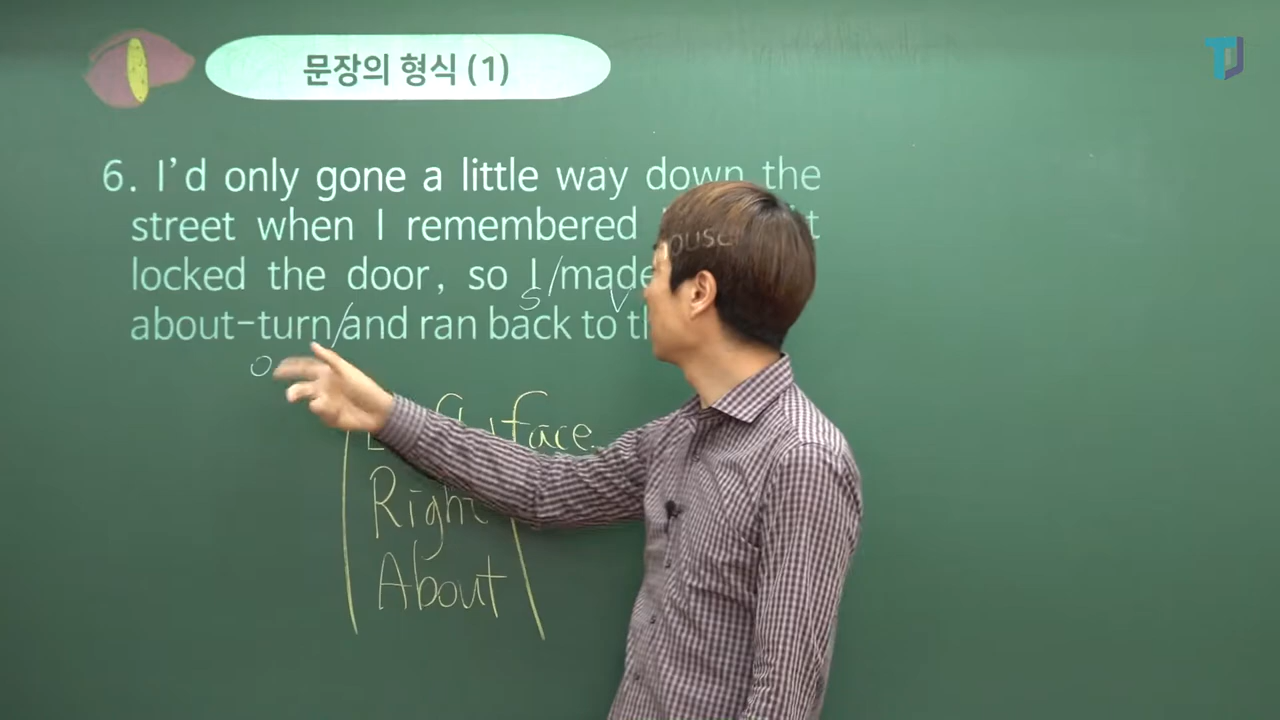 문장의 형식 (1)
6. I'd only gone a little way down the
street when I remembered
locked the door, so I/made
S V
about-turn/and ran back to
O
face
Right
About